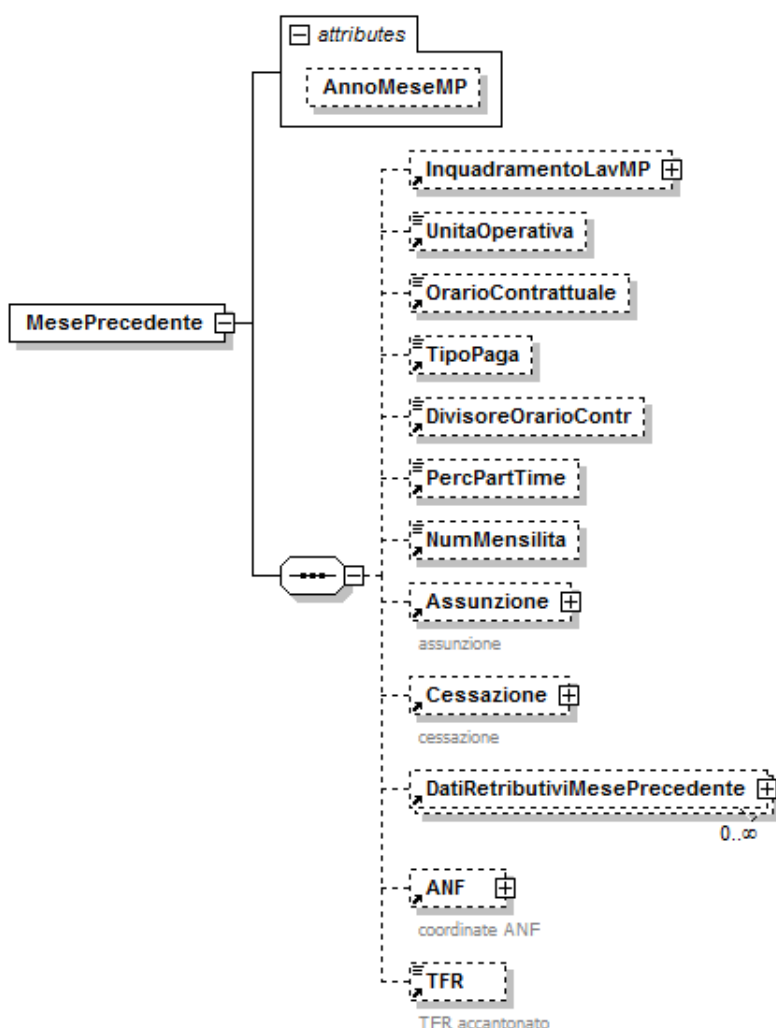 attributes
AnnoMeseMP
InquadramentoLavMP
UnitaOperativa
OrarioContrattuale
MesePrecedente
TipoPaga
DivisoreOrarioContr
PercPartTime
NumMensilita
Assunzione
assunzione
Cessazione
cessazione
DatiRetributiviMesePrecedente
0..∞
ANF
coordinate ANF
TFR
TFR accantonato